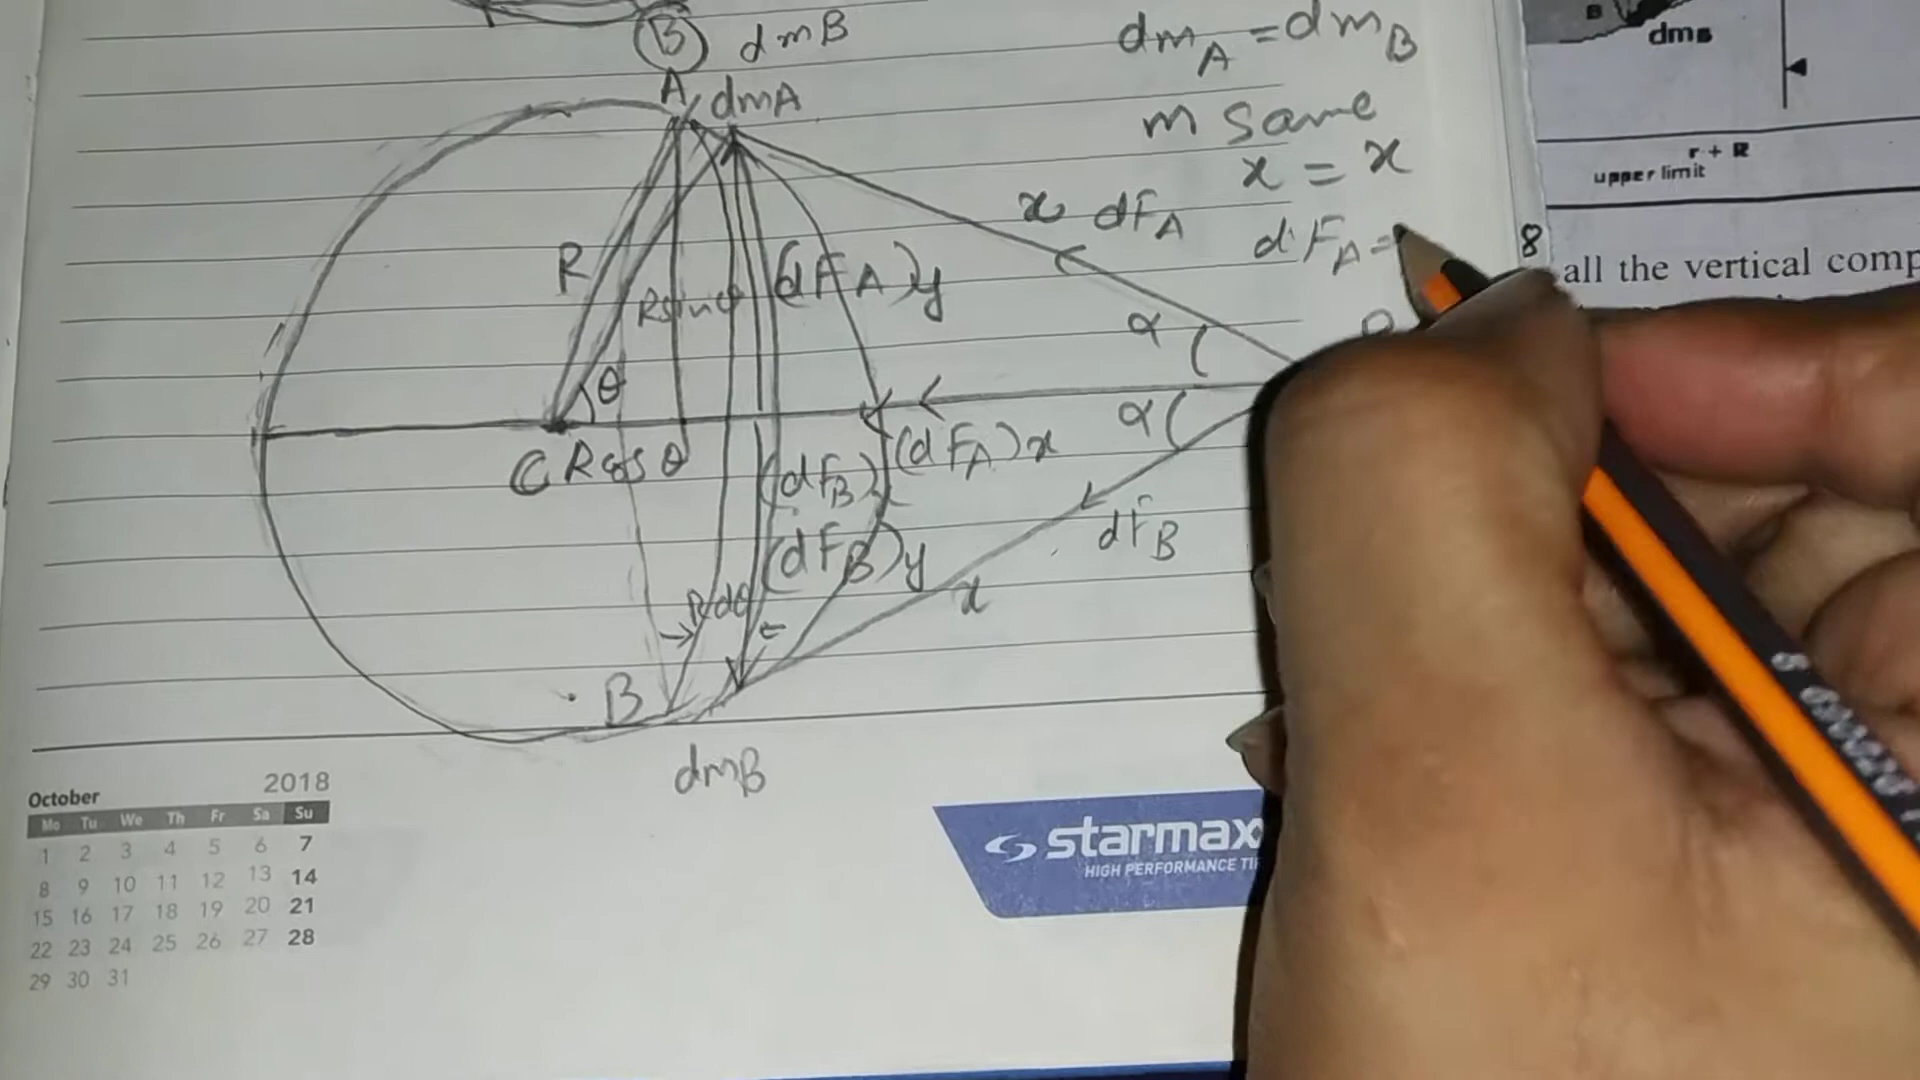 B dmB
dmA = dmB
A dmA
m same
x = x
x dFA
dFA =
R
Rsinθ
(dFA)y
α
θ
C Rcosθ
α
(dFB)
(dFA)x
dFB
(dFB)y
Rdθ
x
B
dmB
October 2018
Mo Tu We Th Fr Sa Su
1 2 3 4 5 6 7
8 9 10 11 12 13 14
15 16 17 18 19 20 21
22 23 24 25 26 27 28
29 30 31
starmax
HIGH PERFORMANCE
B
dmB
r + R
upper limit
8
all the vertical comp